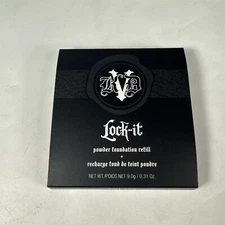 KVD
Lock-it
powder foundation refill
+
recharge fond de teint poudre
NET WT./POIDS NET 9.0g / 0.31 Oz.